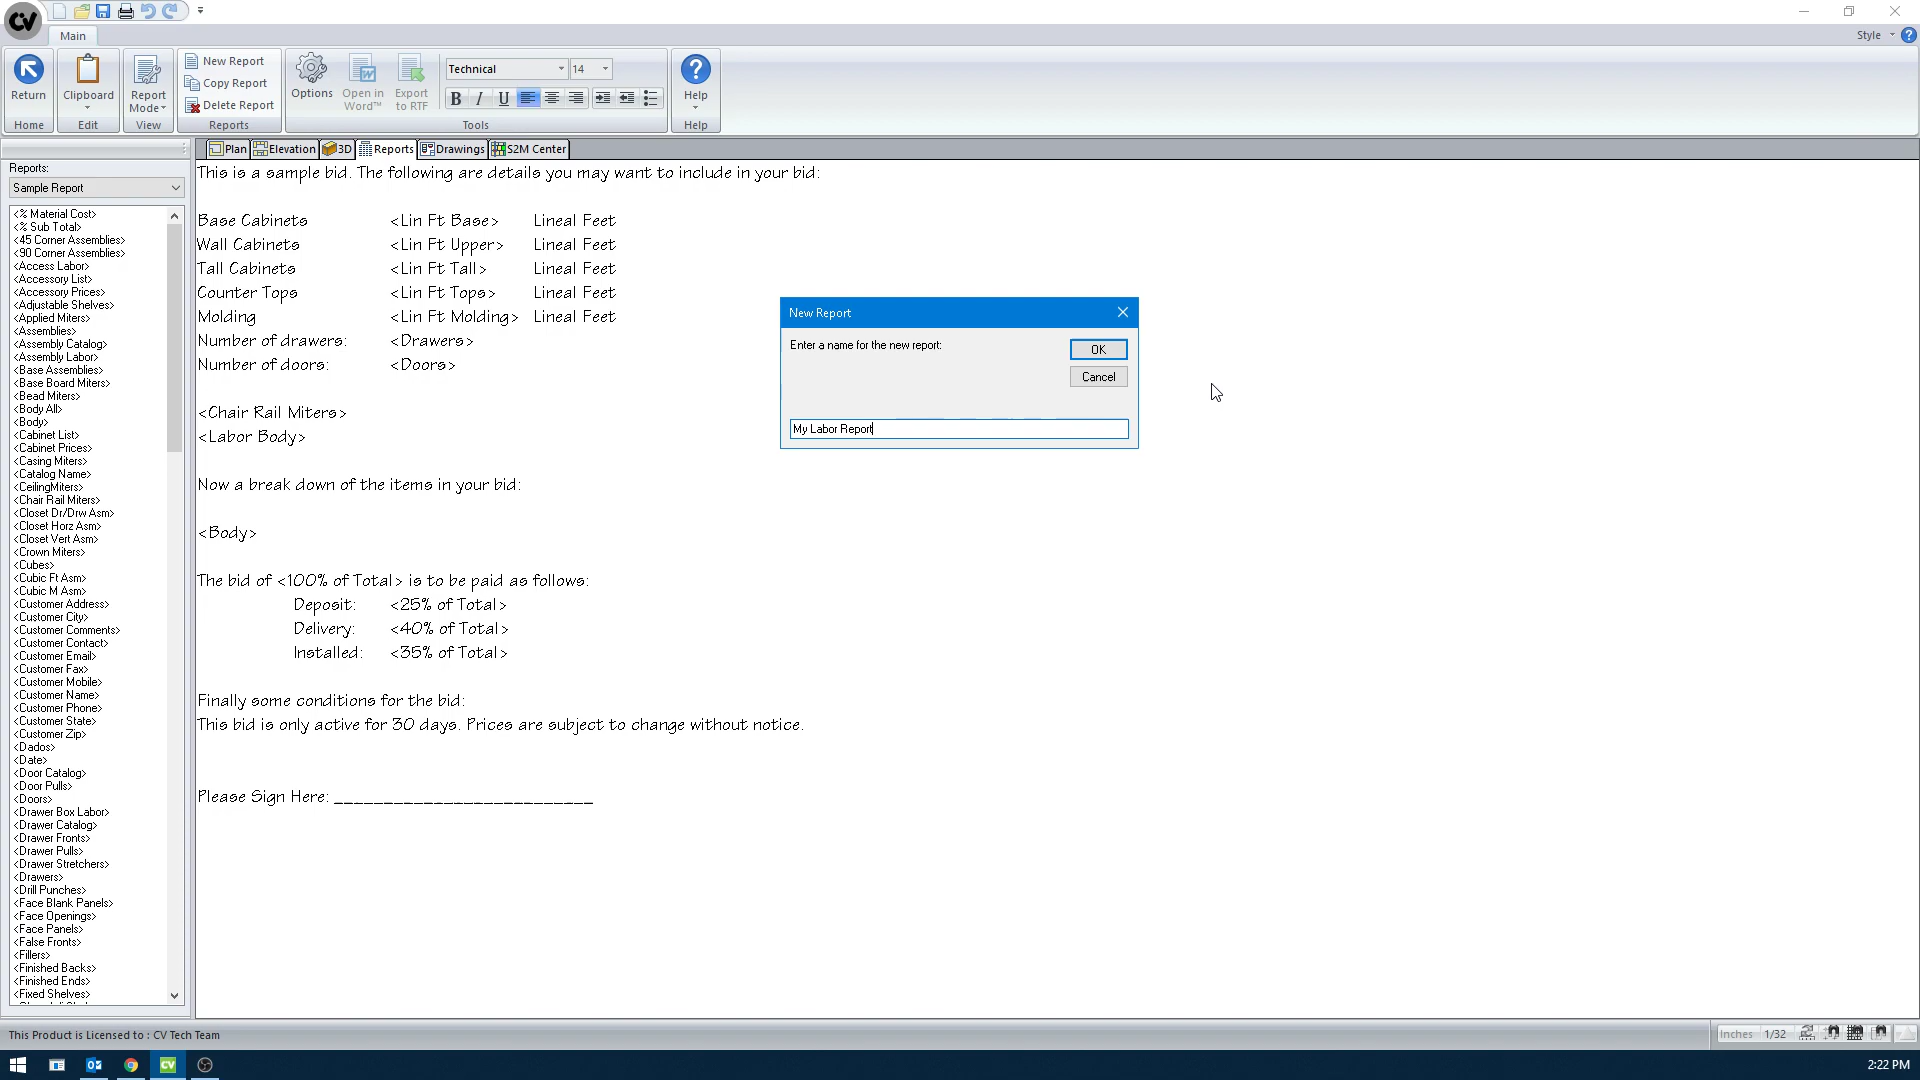 CV
Main
Style
Return
Clipboard
Report Mode
New Report
Copy Report
Delete Report
Options
Open in Word™
Export to RTF
Technical
14
B I U
Help
Home
Edit
View
Reports
Tools
Help
Plan
Elevation
3D
Reports
Drawings
S2M Center
Reports:
Sample Report
<% Material Cost>
<% Sub Total>
<45 Corner Assemblies>
<90 Corner Assemblies>
<Access Labor>
<Accessory List>
<Accessory Prices>
<Adjustable Shelves>
<Applied Miters>
<Assemblies>
<Assembly Catalog>
<Assembly Labor>
<Base Assemblies>
<Base Board Miters>
<Bead Miters>
<Body All>
<Body>
<Cabinet List>
<Cabinet Prices>
<Casing Miters>
<Catalog Name>
<CeilingMiters>
<Chair Rail Miters>
<Closet Dr/Drw Asm>
<Closet Horz Asm>
<Closet Vert Asm>
<Crown Miters>
<Cubes>
<Cubic Ft Asm>
<Cubic M Asm>
<Customer Address>
<Customer City>
<Customer Comments>
<Customer Contact>
<Customer Email>
<Customer Fax>
<Customer Mobile>
<Customer Name>
<Customer Phone>
<Customer State>
<Customer Zip>
<Dados>
<Date>
<Door Catalog>
<Door Pulls>
<Doors>
<Drawer Box Labor>
<Drawer Catalog>
<Drawer Fronts>
<Drawer Pulls>
<Drawer Stretchers>
<Drawers>
<Drill Punches>
<Face Blank Panels>
<Face Openings>
<Face Panels>
<False Fronts>
<Fillers>
<Finished Backs>
<Finished Ends>
<Fixed Shelves>
This is a sample bid. The following are details you may want to include in your bid:
Base Cabinets <Lin Ft Base> Lineal Feet
Wall Cabinets <Lin Ft Upper> Lineal Feet
Tall Cabinets <Lin Ft Tall> Lineal Feet
Counter Tops <Lin Ft Tops> Lineal Feet
Molding <Lin Ft Molding> Lineal Feet
Number of drawers: <Drawers>
Number of doors: <Doors>
<Chair Rail Miters>
<Labor Body>
Now a break down of the items in your bid:
<Body>
The bid of <100% of Total> is to be paid as follows:
Deposit: <25% of Total>
Delivery: <40% of Total>
Installed: <35% of Total>
Finally some conditions for the bid:
This bid is only active for 30 days. Prices are subject to change without notice.
Please Sign Here: __________________________
New Report
Enter a name for the new report:
OK
Cancel
My Labor Report
This Product is Licensed to : CV Tech Team
Inches 1/32
CV
2:22 PM